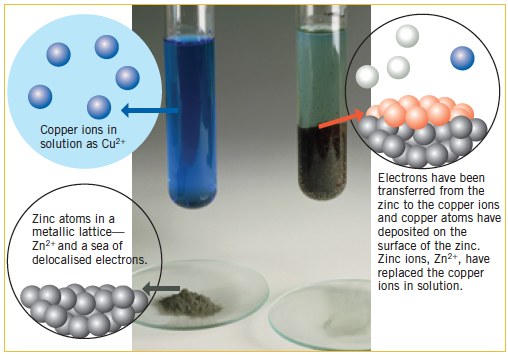 Copper ions in
solution as Cu²⁺
Zinc atoms in a
metallic lattice—
Zn²⁺ and a sea of
delocalised electrons.
Electrons have been
transferred from the
zinc to the copper ions
and copper atoms have
deposited on the
surface of the zinc.
Zinc ions, Zn²⁺, have
replaced the copper
ions in solution.